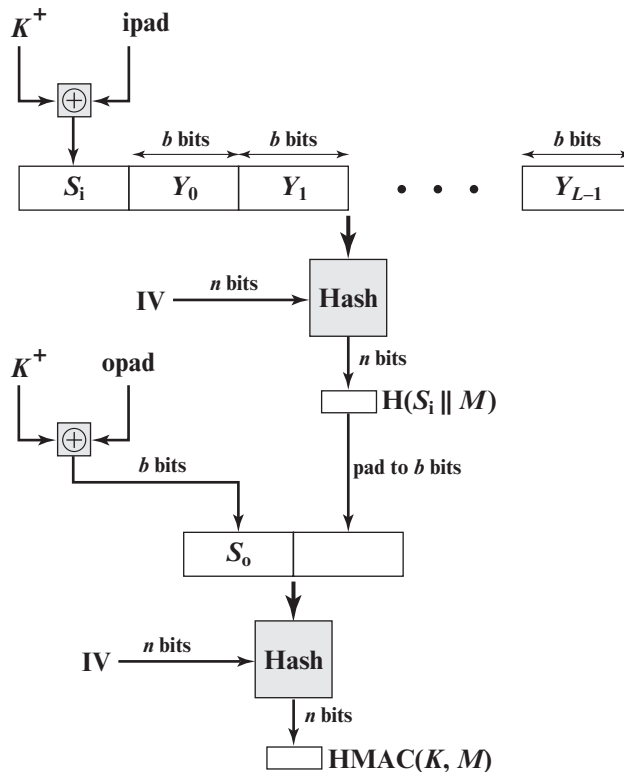 K⁺ ipad
⊕
b bits b bits b bits
Sᵢ Y₀ Y₁ • • • Y_{L–1}
n bits
IV Hash
n bits
K⁺ opad
H(Sᵢ || M)
⊕
b bits pad to b bits
Sₒ
n bits
IV Hash
n bits
HMAC(K, M)